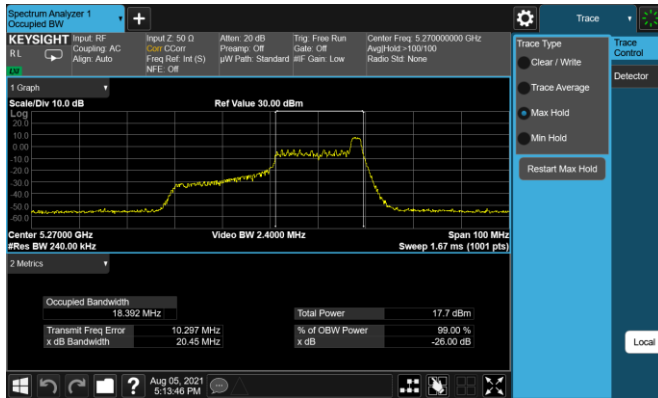 Spectrum Analyzer 1
Occupied BW
+
Trace
KEYSIGHT
RL
LNI
Input: RF
Coupling: AC
Align: Auto
Input Z: 50 Ω
Corr CCorr
Freq Ref: Int (S)
NFE: Off
Atten: 20 dB
Preamp: Off
µW Path: Standard
Trig: Free Run
Gate: Off
#IF Gain: Low
Center Freq: 5.270000000 GHz
Avg|Hold:>100/100
Radio Std: None
Trace Type
Clear / Write
Trace Average
Max Hold
Min Hold
Restart Max Hold
Trace
Control
Detector
Local
1 Graph
Scale/Div 10.0 dB
Ref Value 30.00 dBm
Log
20.0
10.0
0.00
-10.0
-20.0
-30.0
-40.0
-50.0
-60.0
Center 5.27000 GHz
#Res BW 240.00 kHz
Video BW 2.4000 MHz
Span 100 MHz
Sweep 1.67 ms (1001 pts)
2 Metrics
Occupied Bandwidth
18.392 MHz
Total Power 17.7 dBm
Transmit Freq Error 10.297 MHz
% of OBW Power 99.00 %
x dB Bandwidth 20.45 MHz
x dB -26.00 dB
?
Aug 05, 2021
5:13:46 PM